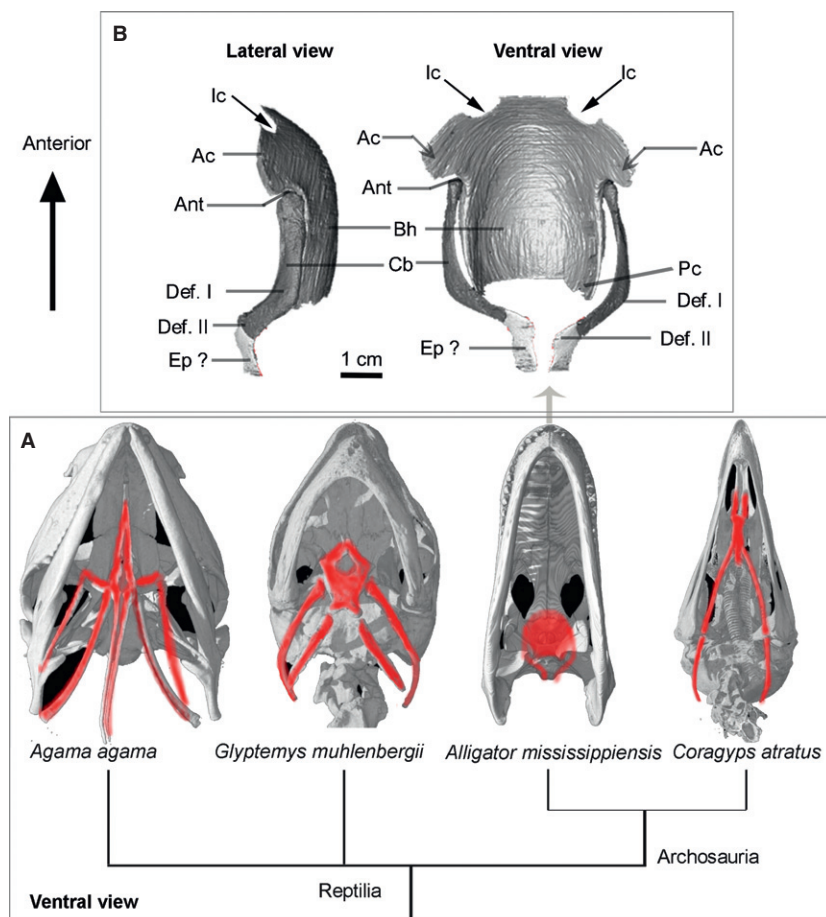 B
Lateral view Ventral view
Ic Ic Ic
Anterior
Ac Ac Ac
Ant Ant
Bh
Cb Pc
Def. I Def. I
Def. II Def. II
Ep ? Ep ?
1 cm
A
Agama agama Glyptemys muhlenbergii Alligator mississippiensis Coragyps atratus
Archosauria
Reptilia
Ventral view